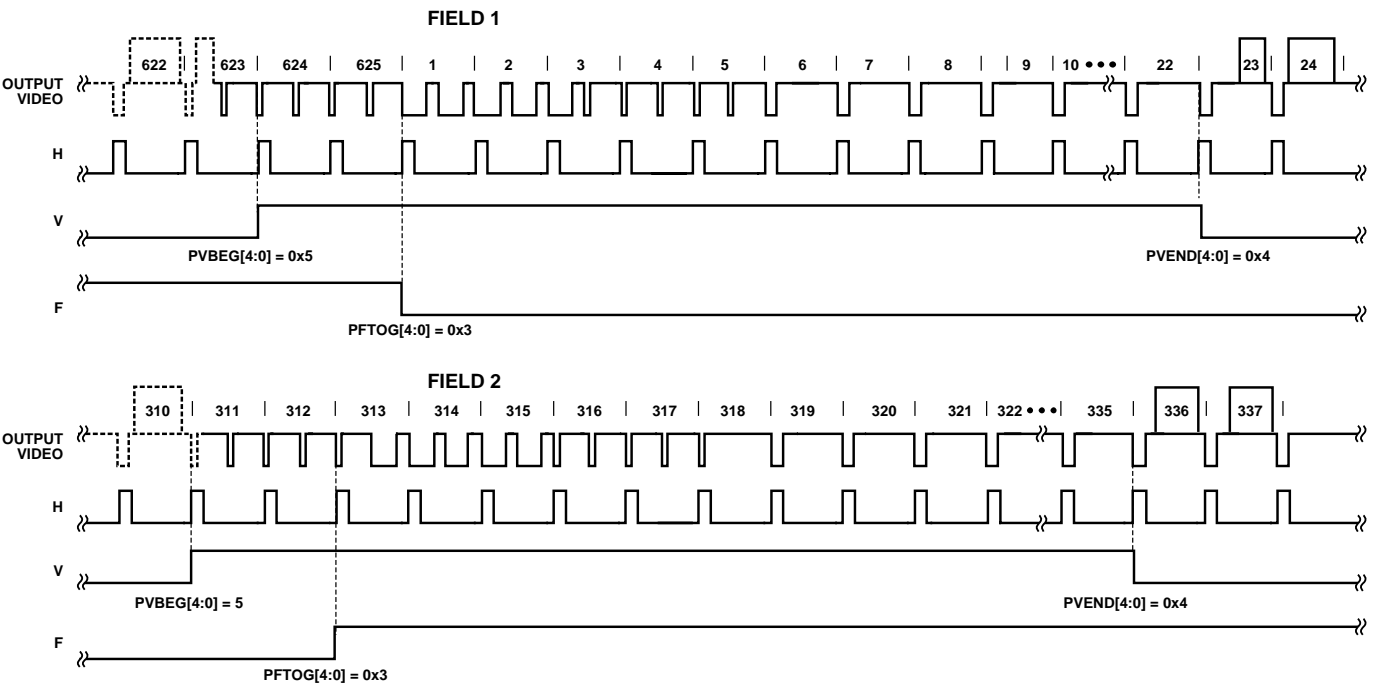 FIELD 1
622 623 624 625 1 2 3 4 5 6 7 8 9 10 ••• 22 23 24
OUTPUT
VIDEO
H
V
PVBEG[4:0] = 0x5 PVEND[4:0] = 0x4
F
PFTOG[4:0] = 0x3
FIELD 2
310 311 312 313 314 315 316 317 318 319 320 321 322 ••• 335 336 337
OUTPUT
VIDEO
H
V
PVBEG[4:0] = 5 PVEND[4:0] = 0x4
F
PFTOG[4:0] = 0x3